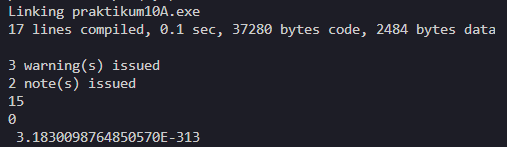 Linking praktikum10A.exe
17 lines compiled, 0.1 sec, 37280 bytes code, 2484 bytes data
3 warning(s) issued
2 note(s) issued
15
0
3.1830098764850570E-313